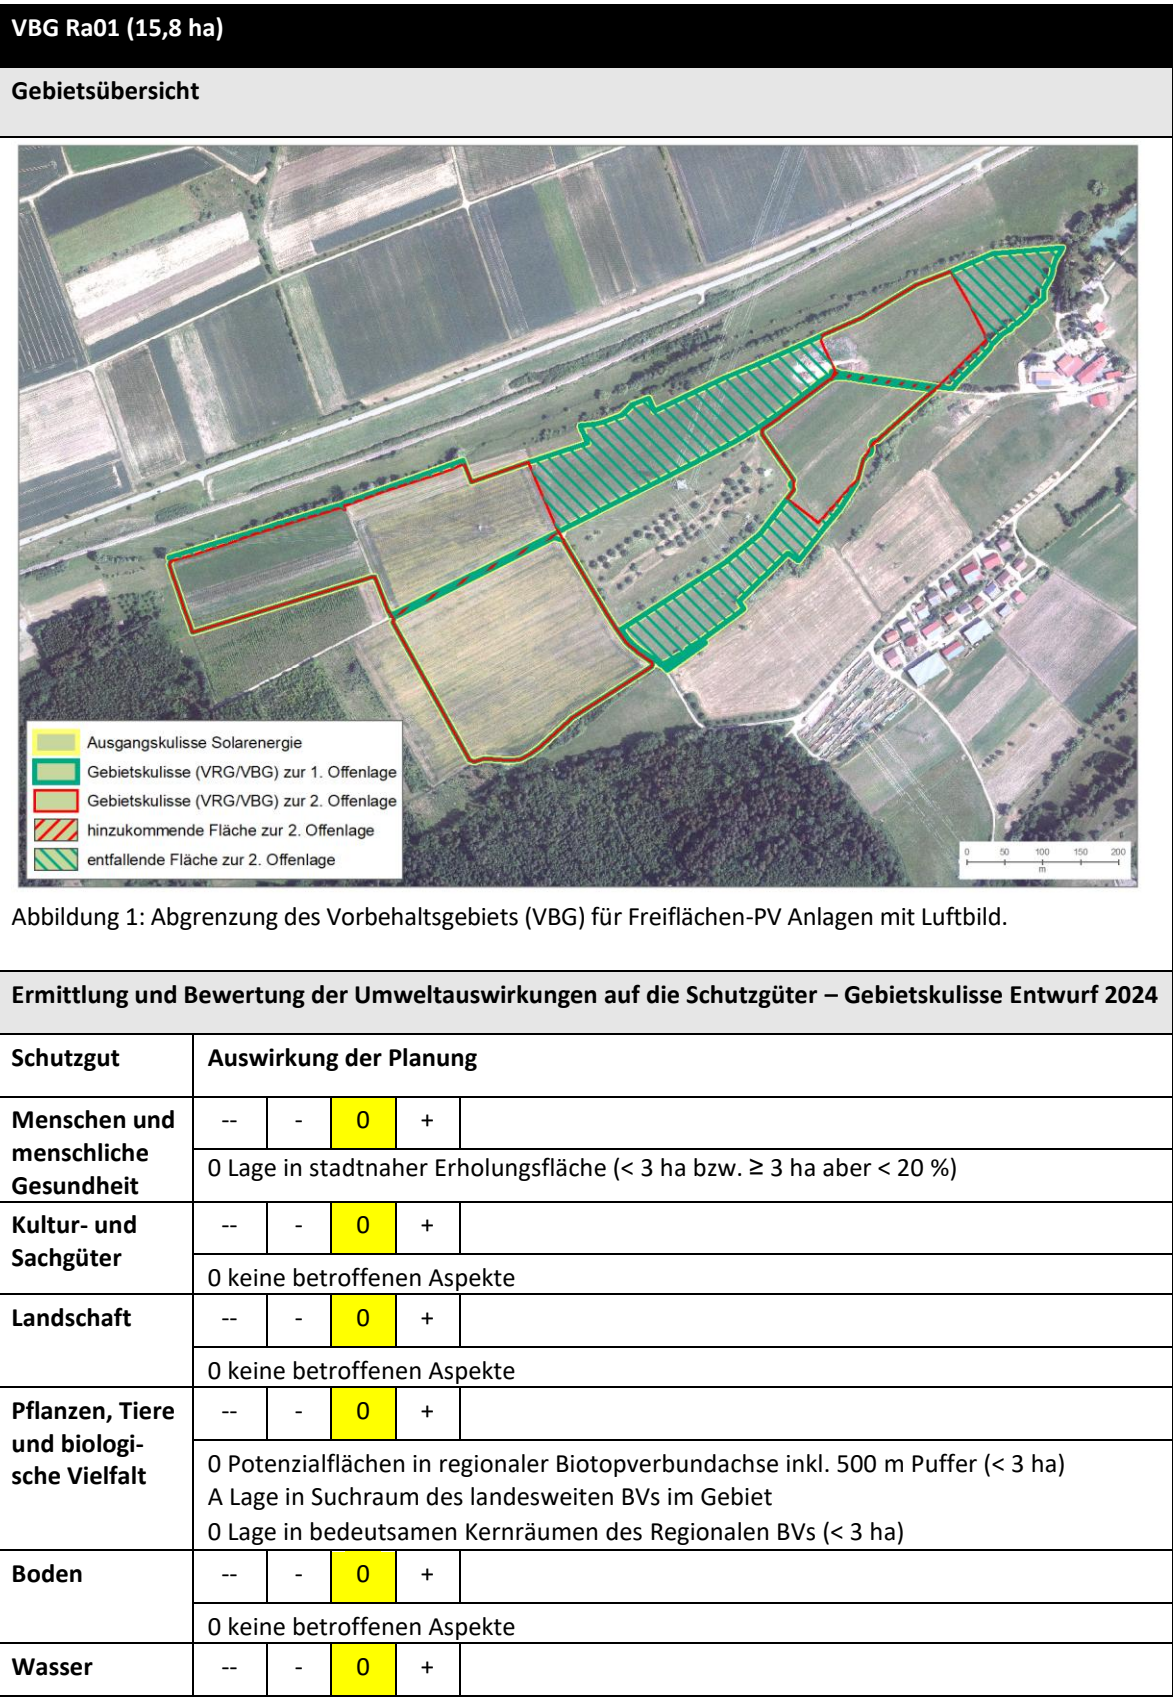 VBG Ra01 (15,8 ha)
Gebietsübersicht
Ausgangskulisse Solarenergie
Gebietskulisse (VRG/VBG) zur 1. Offenlage
Gebietskulisse (VRG/VBG) zur 2. Offenlage
hinzukommende Fläche zur 2. Offenlage
entfallende Fläche zur 2. Offenlage
0 50 100 150 200
m
Abbildung 1: Abgrenzung des Vorbehaltsgebiets (VBG) für Freiflächen-PV Anlagen mit Luftbild.
Ermittlung und Bewertung der Umweltauswirkungen auf die Schutzgüter – Gebietskulisse Entwurf 2024
Schutzgut Auswirkung der Planung
Menschen und
menschliche
Gesundheit
-- - 0 +
0 Lage in stadtnaher Erholungsfläche (< 3 ha bzw. ≥ 3 ha aber < 20 %)
Kultur- und
Sachgüter
-- - 0 +
0 keine betroffenen Aspekte
Landschaft
-- - 0 +
0 keine betroffenen Aspekte
Pflanzen, Tiere
und biologi-
sche Vielfalt
-- - 0 +
0 Potenzialflächen in regionaler Biotopverbundachse inkl. 500 m Puffer (< 3 ha)
A Lage in Suchraum des landesweiten BVs im Gebiet
0 Lage in bedeutsamen Kernräumen des Regionalen BVs (< 3 ha)
Boden
-- - 0 +
0 keine betroffenen Aspekte
Wasser
-- - 0 +